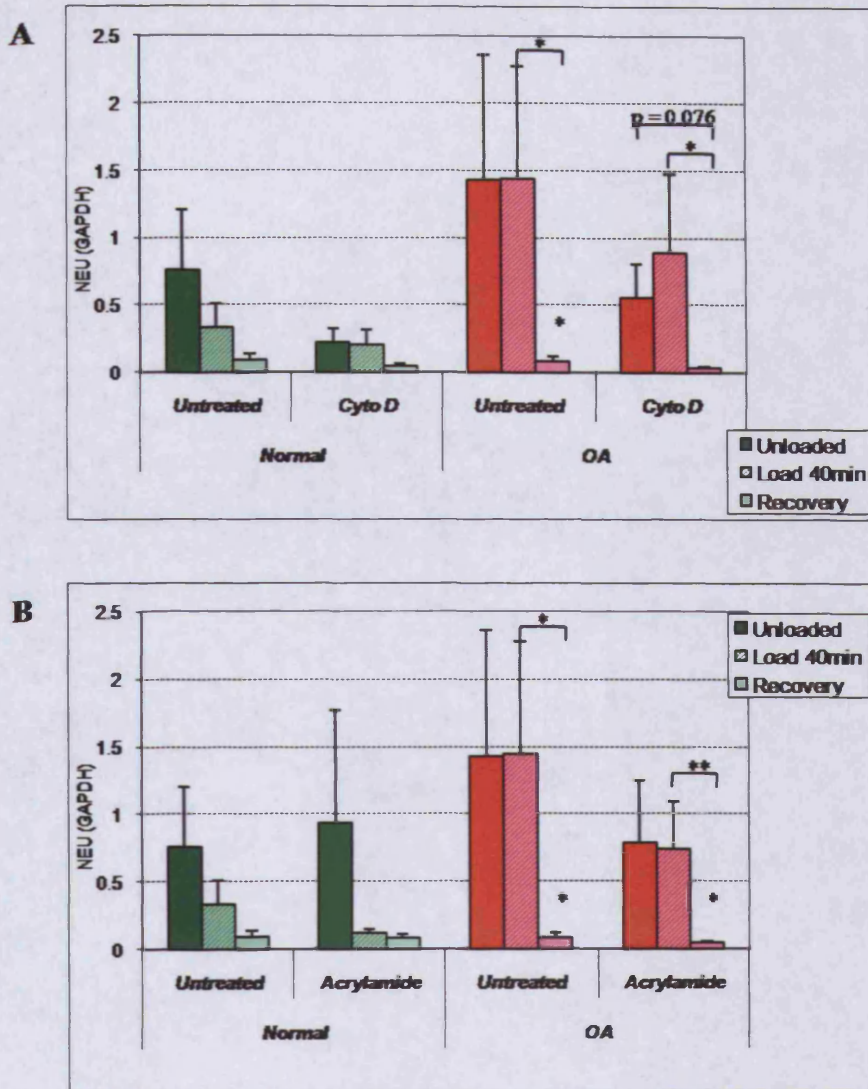 A
2.5
*
2
p = 0.076
*
1.5
NEU (GAPDH)
1
0.5
*
0
Untreated
Cyto D
Untreated
Cyto D
Normal
OA
Unloaded
Load 40min
Recovery
B
2.5
*
Unloaded
Load 40min
Recovery
2
1.5
**
NEU (GAPDH)
1
0.5
*
*
0
Untreated
Acrylamide
Untreated
Acrylamide
Normal
OA